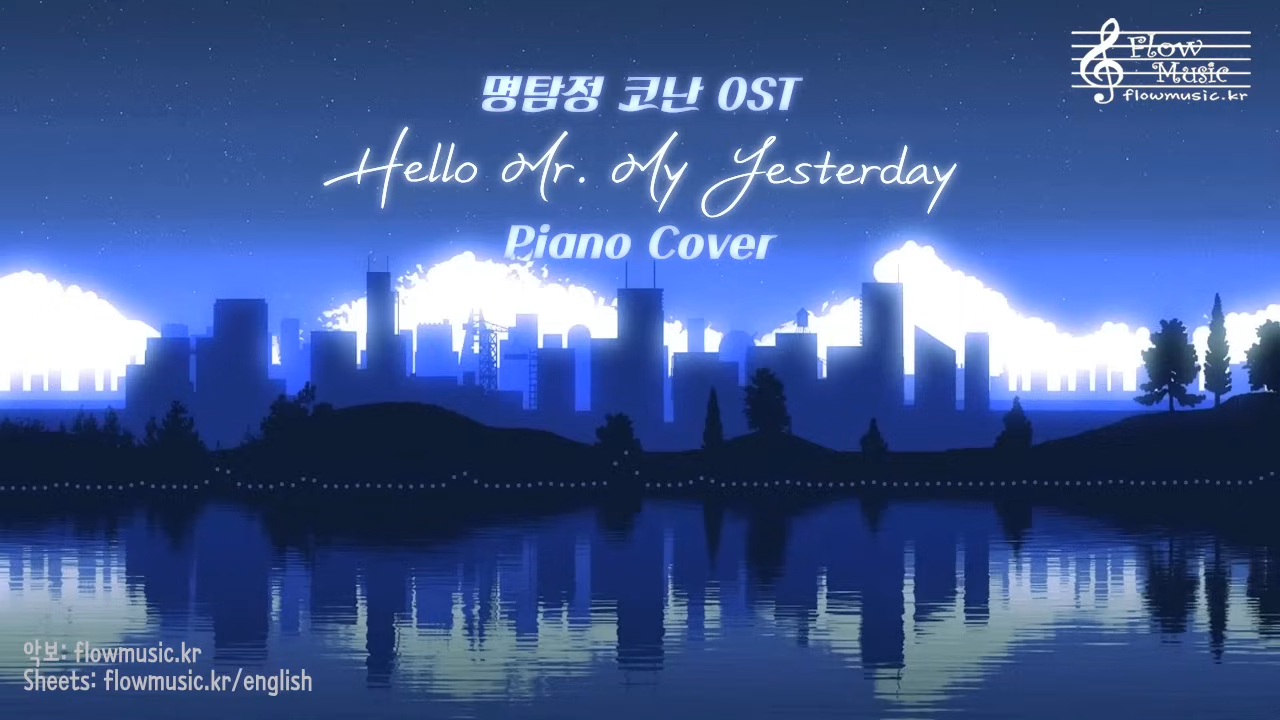 명탐정 코난 OST
Hello Mr. My Yesterday
Piano Cover
Flow
Music
flowmusic.kr
악보: flowmusic.kr
Sheets: flowmusic.kr/english